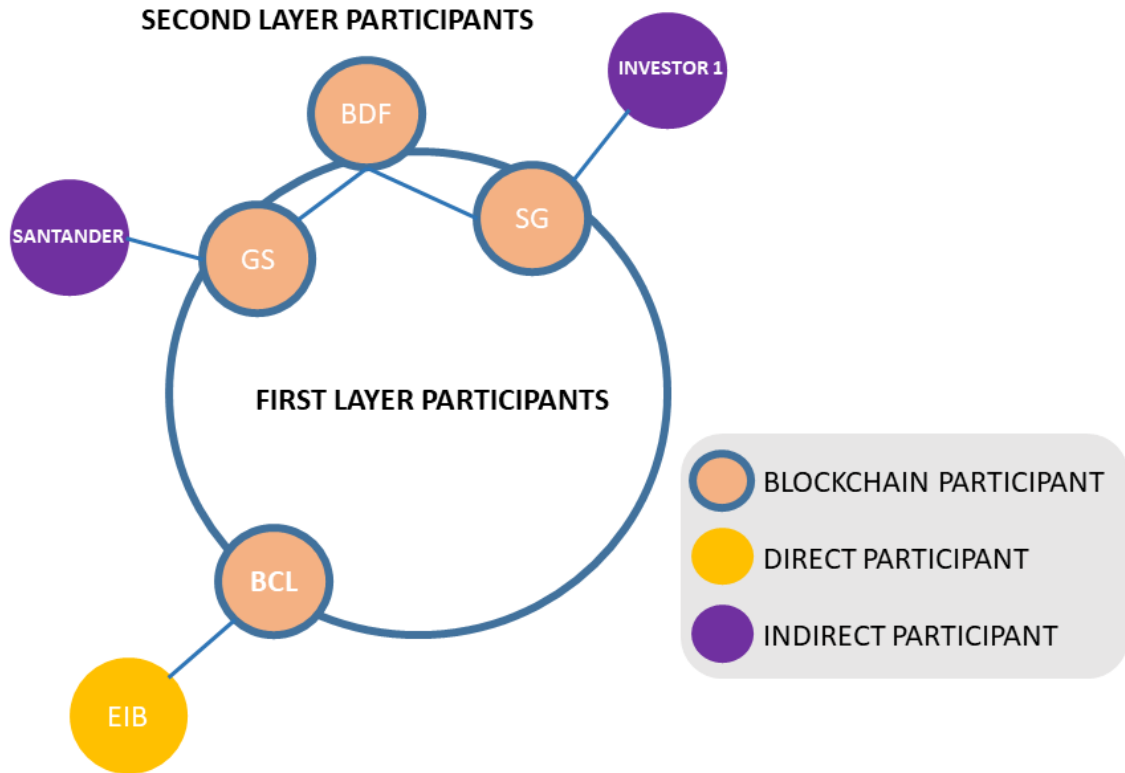 SECOND LAYER PARTICIPANTS
INVESTOR 1
BDF
SG
SANTANDER
GS
FIRST LAYER PARTICIPANTS
BLOCKCHAIN PARTICIPANT
DIRECT PARTICIPANT
BCL
INDIRECT PARTICIPANT
EIB